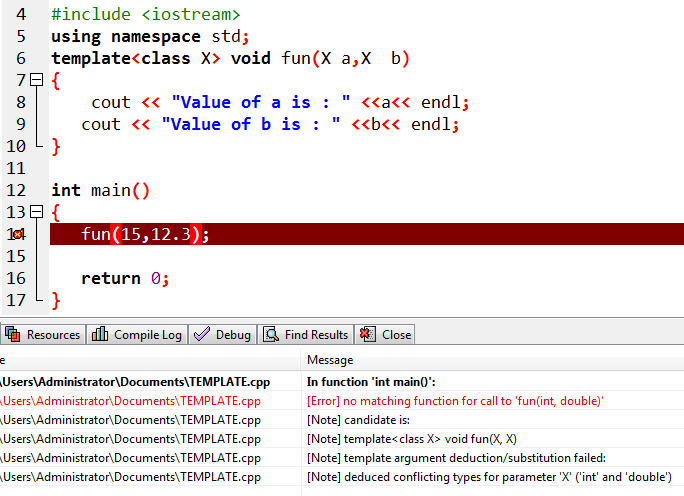 4 #include <iostream>
5 using namespace std;
6 template<class X> void fun(X a,X  b)
7 {
8 cout << "Value of a is : " <<a<< endl;
9 cout << "Value of b is : " <<b<< endl;
10 }
11
12 int main()
13 {
14 fun(15,12.3);
15
16 return 0;
17 }
Resources Compile Log Debug Find Results Close
e Message
\Users\Administrator\Documents\TEMPLATE.cpp In function 'int main()':
\Users\Administrator\Documents\TEMPLATE.cpp [Error] no matching function for call to 'fun(int, double)'
\Users\Administrator\Documents\TEMPLATE.cpp [Note] candidate is:
\Users\Administrator\Documents\TEMPLATE.cpp [Note] template<class X> void fun(X, X)
\Users\Administrator\Documents\TEMPLATE.cpp [Note] template argument deduction/substitution failed:
\Users\Administrator\Documents\TEMPLATE.cpp [Note] deduced conflicting types for parameter 'X' ('int' and 'double')